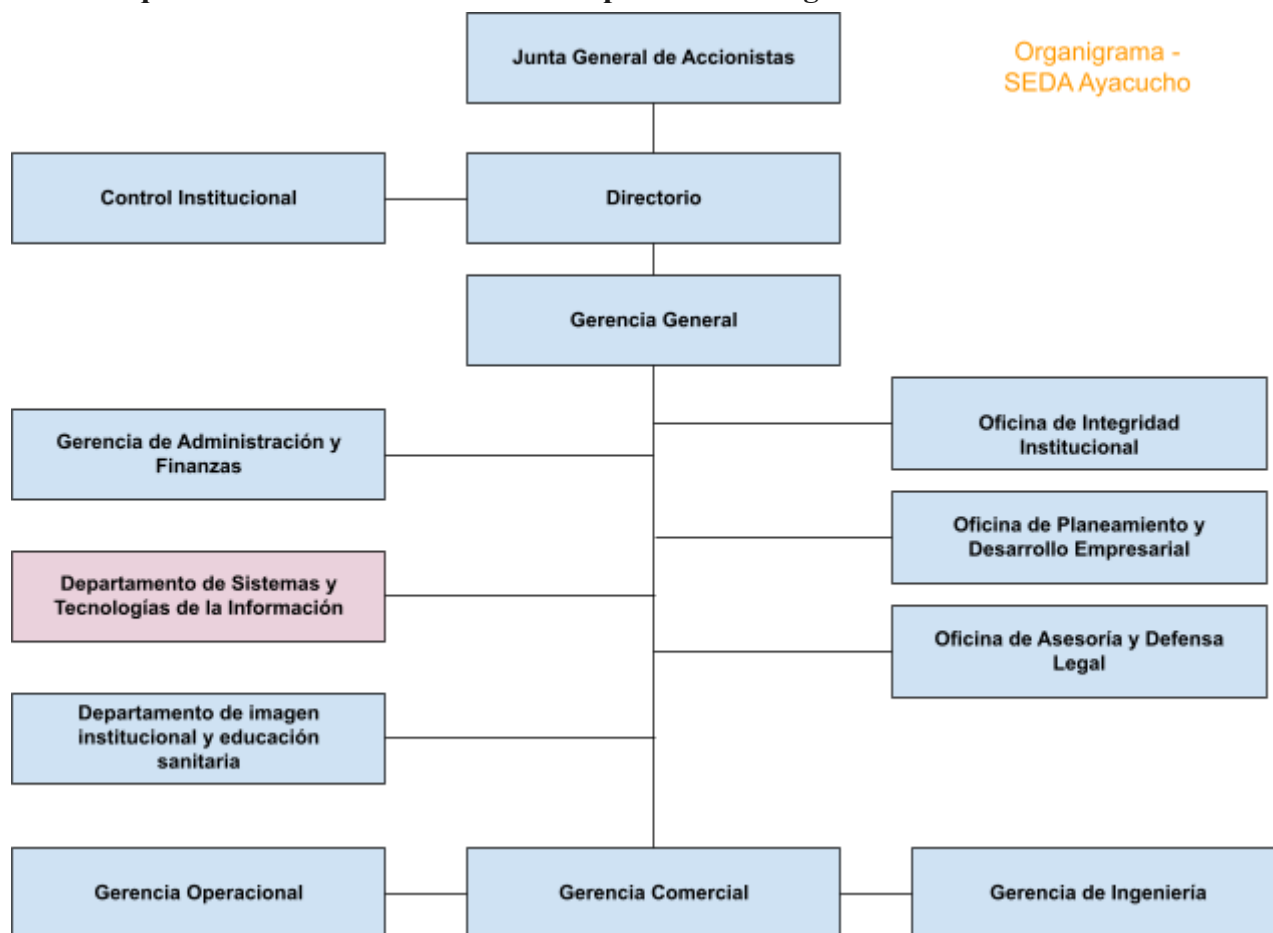 Junta General de Accionistas
Organigrama -
SEDA Ayacucho
Control Institucional
Directorio
Gerencia General
Gerencia de Administración y
Finanzas
Oficina de Integridad
Institucional
Oficina de Planeamiento y
Desarrollo Empresarial
Departamento de Sistemas y
Tecnologías de la Información
Oficina de Asesoría y Defensa
Legal
Departamento de imagen
institucional y educación
sanitaria
Gerencia Operacional
Gerencia Comercial
Gerencia de Ingeniería